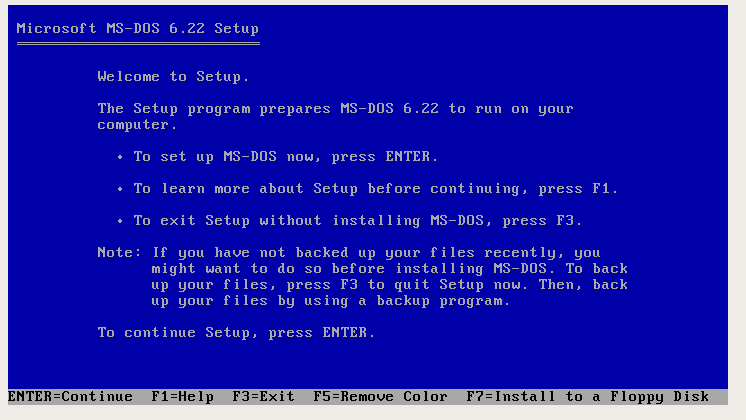 Microsoft MS-DOS 6.22 Setup
Welcome to Setup.
The Setup program prepares MS-DOS 6.22 to run on your
computer.
• To set up MS-DOS now, press ENTER.
• To learn more about Setup before continuing, press F1.
• To exit Setup without installing MS-DOS, press F3.
Note: If you have not backed up your files recently, you
might want to do so before installing MS-DOS. To back
up your files, press F3 to quit Setup now. Then, back
up your files by using a backup program.
To continue Setup, press ENTER.
ENTER=Continue F1=Help F3=Exit F5=Remove Color F7=Install to a Floppy Disk